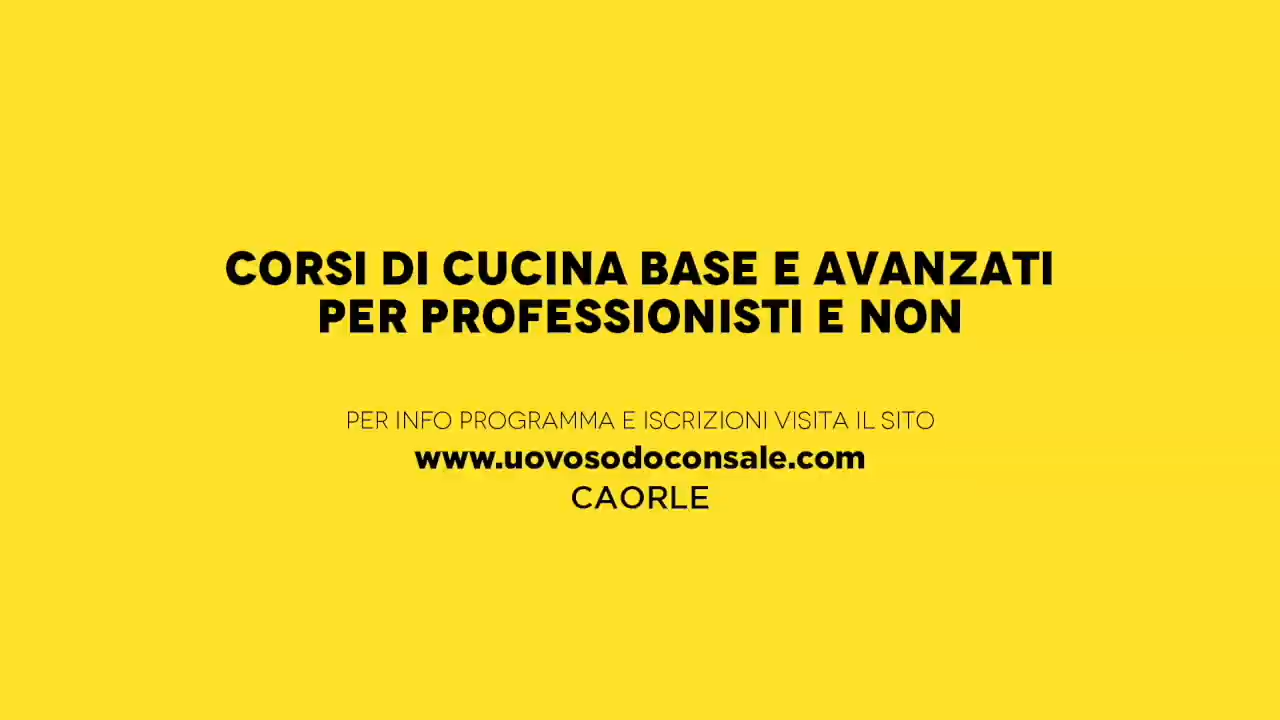 CORSI DI CUCINA BASE E AVANZATI
PER PROFESSIONISTI E NON
PER INFO PROGRAMMA E ISCRIZIONI VISITA IL SITO
www.uovosodoconsale.com
CAORLE